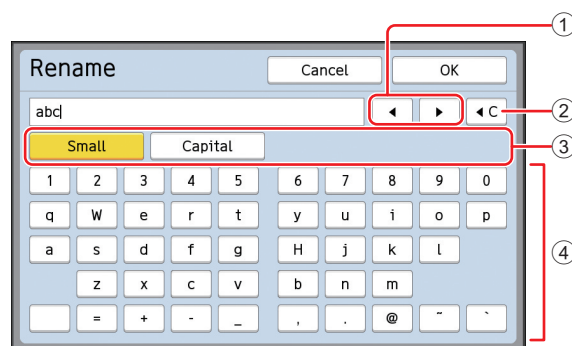 ①
Rename Cancel OK
abc ◀ ▶ ◀ C ②
Small Capital ③
1 2 3 4 5 6 7 8 9 0
q W e r t y u i o p
a s d f g H j k l ④
z x c v b n m
= + - _ , . @ ~ `